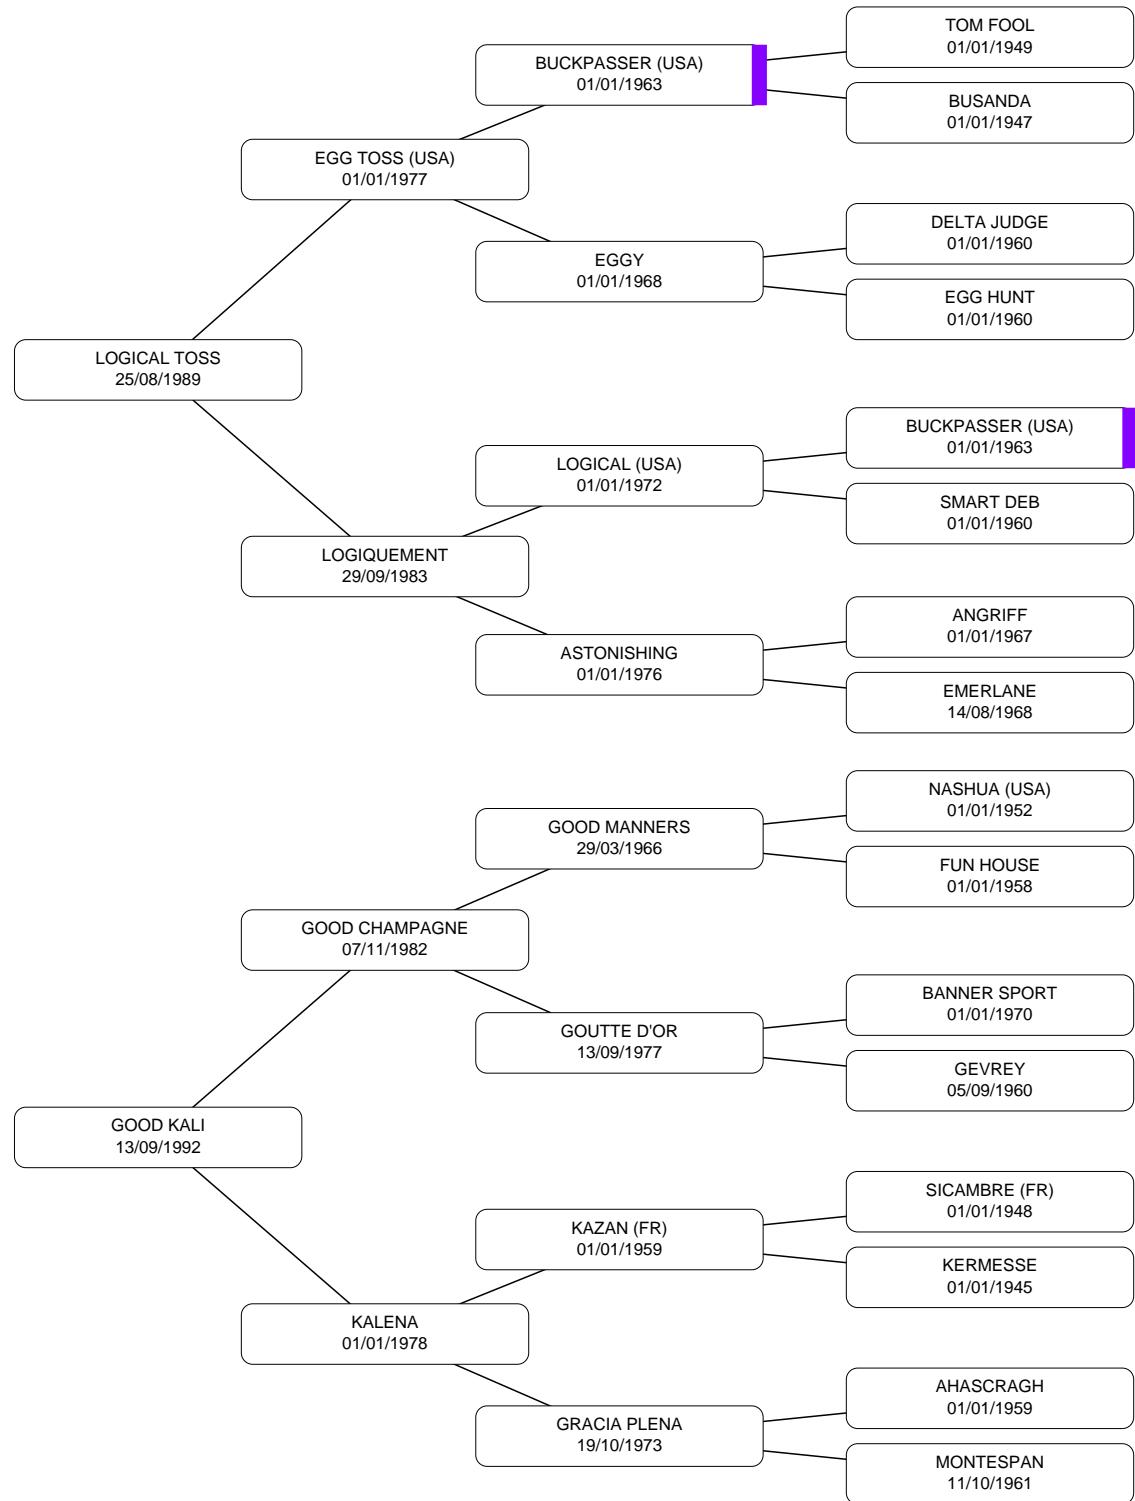 TOM FOOL
01/01/1949
BUCKPASSER (USA)
01/01/1963
BUSANDA
01/01/1947
EGG TOSS (USA)
01/01/1977
DELTA JUDGE
01/01/1960
EGGY
01/01/1968
EGG HUNT
01/01/1960
LOGICAL TOSS
25/08/1989
BUCKPASSER (USA)
01/01/1963
LOGICAL (USA)
01/01/1972
SMART DEB
01/01/1960
LOGIQUEMENT
29/09/1983
ANGRIFF
01/01/1967
ASTONISHING
01/01/1976
EMERLANE
14/08/1968
NASHUA (USA)
01/01/1952
GOOD MANNERS
29/03/1966
FUN HOUSE
01/01/1958
GOOD CHAMPAGNE
07/11/1982
BANNER SPORT
01/01/1970
GOUTTE D'OR
13/09/1977
GEVREY
05/09/1960
GOOD KALI
13/09/1992
SICAMBRE (FR)
01/01/1948
KAZAN (FR)
01/01/1959
KERMESSE
01/01/1945
KALENA
01/01/1978
AHASCRAGH
01/01/1959
GRACIA PLENA
19/10/1973
MONTESPAN
11/10/1961